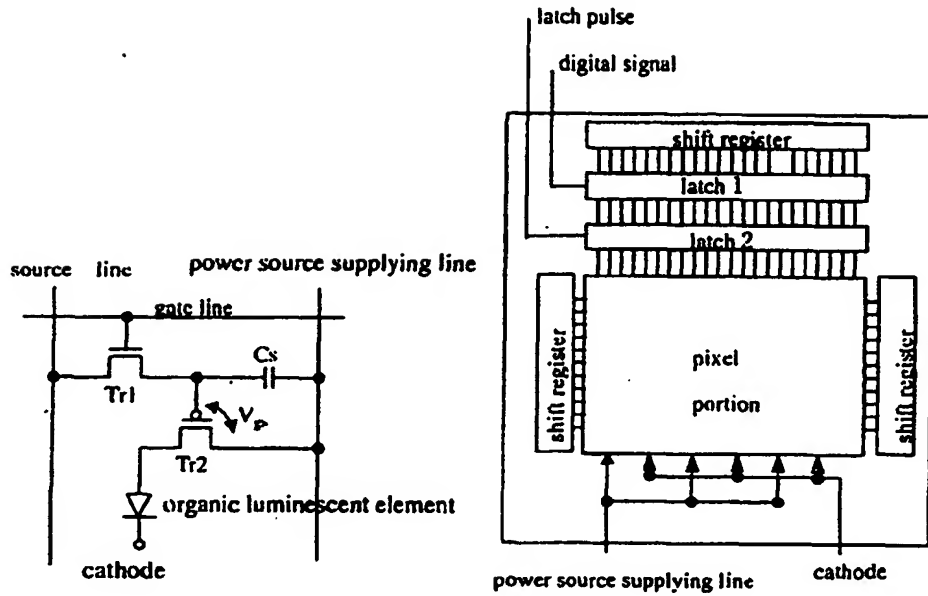 latch pulse
digital signal
shift register
latch 1
latch 2
source line
power source supplying line
gate line
Cs
Tr1
Tr2
organic luminescent element
cathode
shift register
pixel
portion
shift register
power source supplying line
cathode